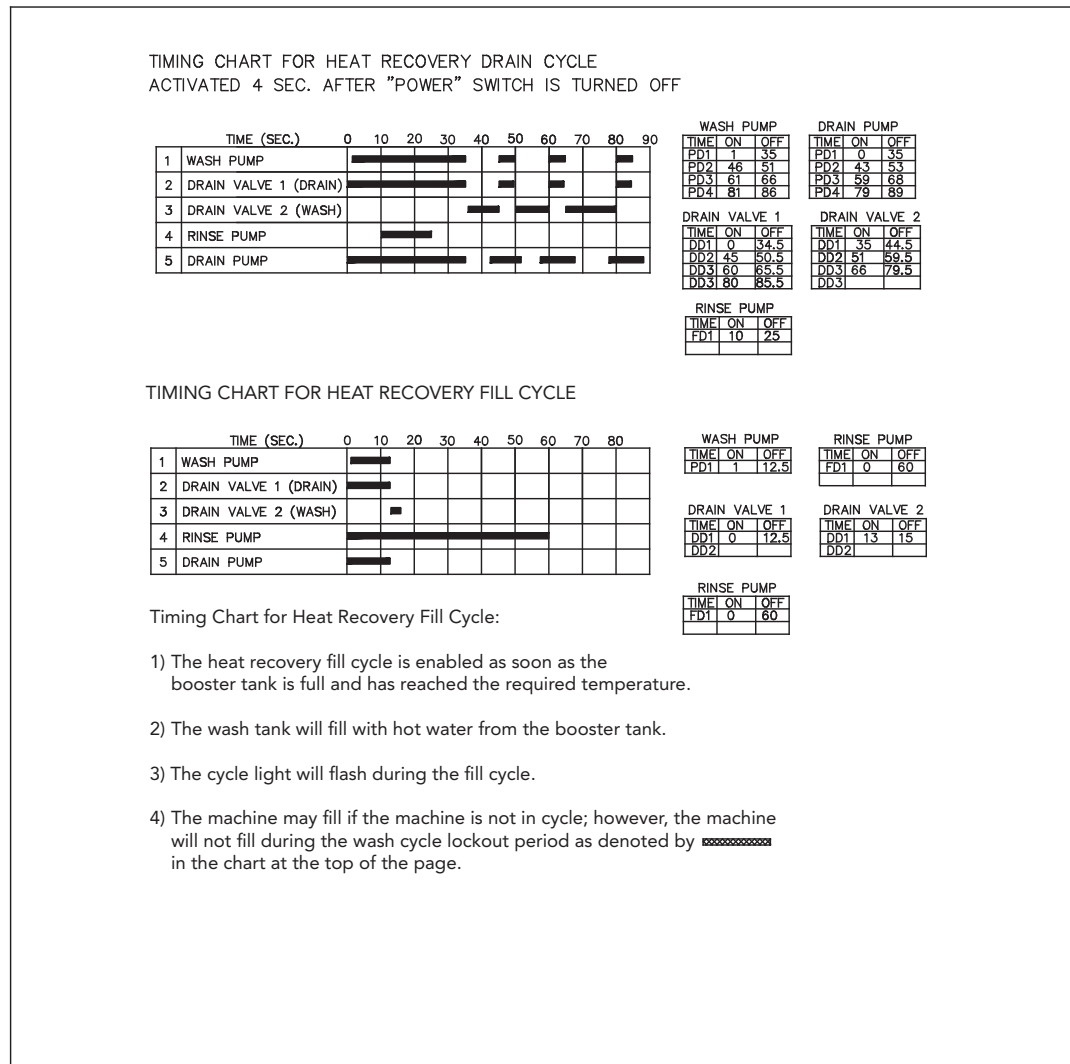 TIMING CHART FOR HEAT RECOVERY DRAIN CYCLE
ACTIVATED 4 SEC. AFTER "POWER" SWITCH IS TURNED OFF
TIME (SEC.) 0 10 20 30 40 50 60 70 80 90
1 WASH PUMP
2 DRAIN VALVE 1 (DRAIN)
3 DRAIN VALVE 2 (WASH)
4 RINSE PUMP
5 DRAIN PUMP
WASH PUMP
TIME ON OFF
PD1 1 35
PD2 46 51
PD3 61 66
PD4 81 86
DRAIN PUMP
TIME ON OFF
PD1 0 35
PD2 43 53
PD3 59 68
PD4 79 89
DRAIN VALVE 1
TIME ON OFF
DD1 0 34.5
DD2 45 50.5
DD3 60 65.5
DD3 80 85.5
DRAIN VALVE 2
TIME ON OFF
DD1 35 44.5
DD2 51 59.5
DD3 66 79.5
DD3
RINSE PUMP
TIME ON OFF
FD1 10 25
TIMING CHART FOR HEAT RECOVERY FILL CYCLE
TIME (SEC.) 0 10 20 30 40 50 60 70 80
1 WASH PUMP
2 DRAIN VALVE 1 (DRAIN)
3 DRAIN VALVE 2 (WASH)
4 RINSE PUMP
5 DRAIN PUMP
WASH PUMP
TIME ON OFF
PD1 1 12.5
RINSE PUMP
TIME ON OFF
FD1 0 60
DRAIN VALVE 1
TIME ON OFF
DD1 0 12.5
DD2
DRAIN VALVE 2
TIME ON OFF
DD1 13 15
DD2
RINSE PUMP
TIME ON OFF
FD1 0 60
Timing Chart for Heat Recovery Fill Cycle:
1) The heat recovery fill cycle is enabled as soon as the
booster tank is full and has reached the required temperature.
2) The wash tank will fill with hot water from the booster tank.
3) The cycle light will flash during the fill cycle.
4) The machine may fill if the machine is not in cycle; however, the machine
will not fill during the wash cycle lockout period as denoted by
in the chart at the top of the page.